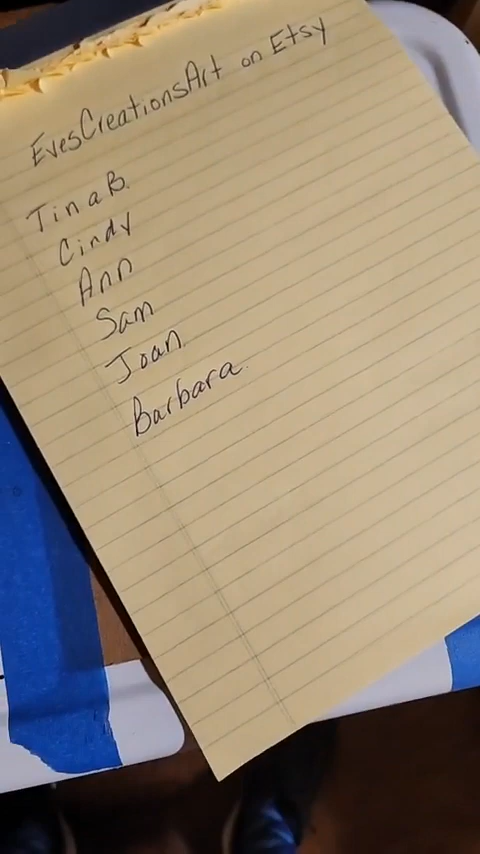 EvesCreationsArt on Etsy
Tina B.
Cindy
Ann
Sam
Joan
Barbara